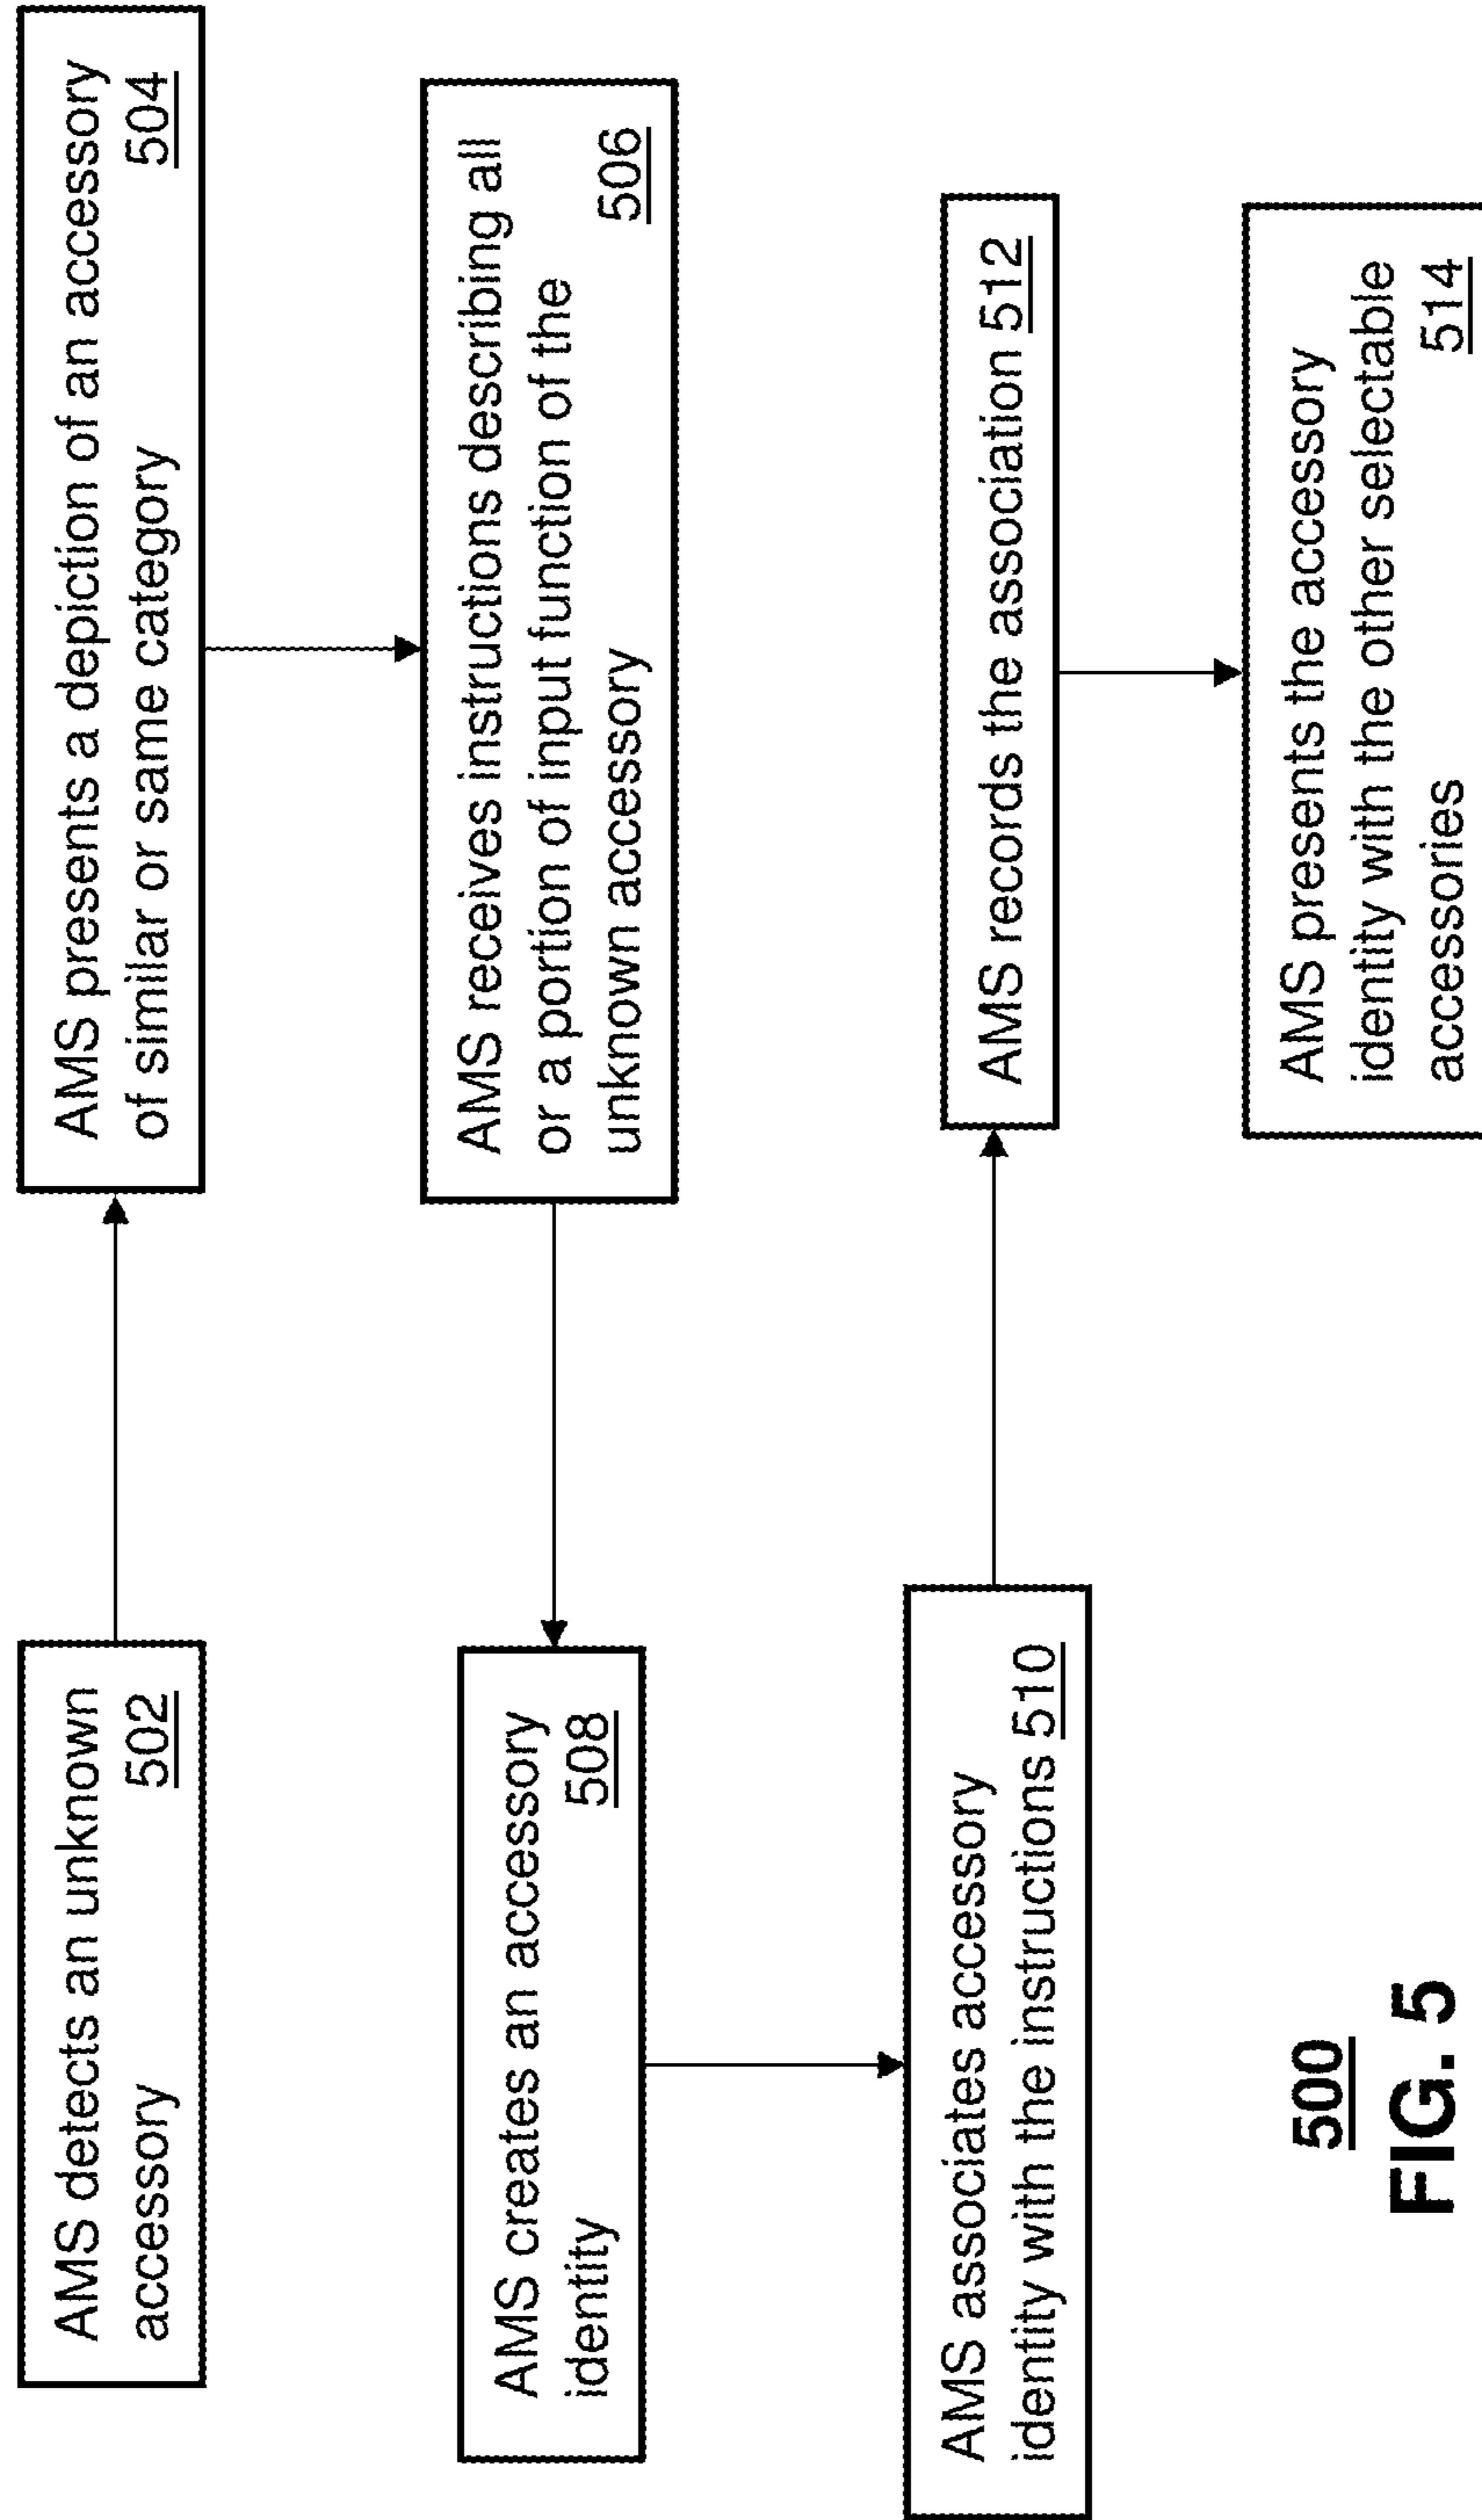 AMS detects an unknown
accessory 502
AMS presents a depiction of an accessory
of similar or same category 504
AMS receives instructions describing all
or a portion of input function of the
unknown accessory 506
AMS creates an accessory
identity 508
AMS associates accessory
identity with the instructions 510
AMS records the association 512
AMS presents the accessory
identity with the other selectable
accessories 514
500
FIG. 5